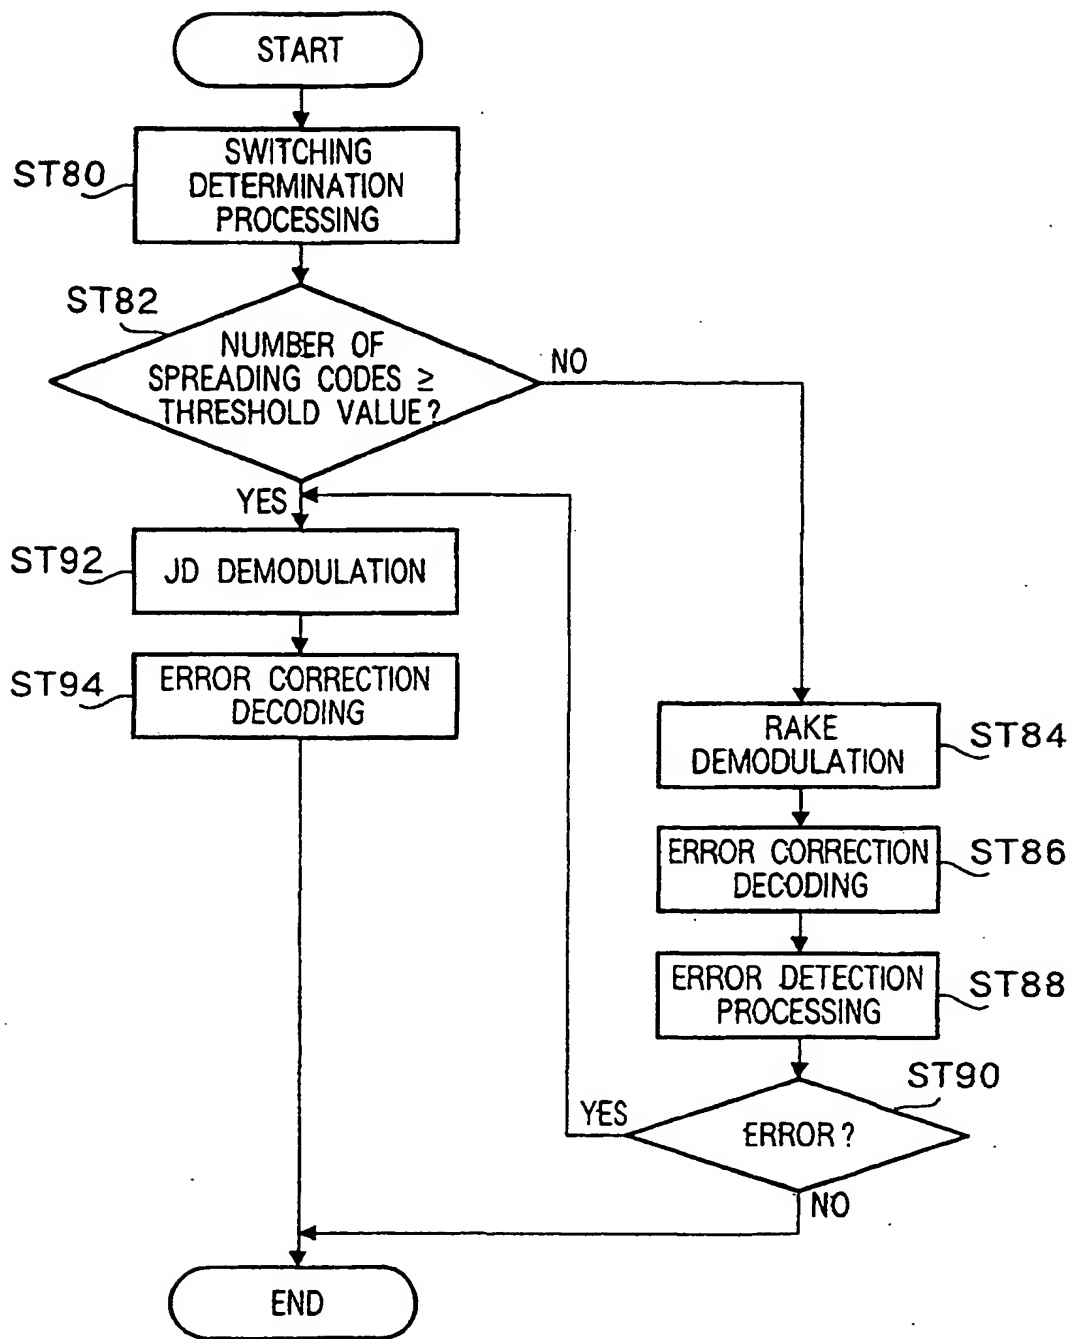 START
ST80
SWITCHING
DETERMINATION
PROCESSING
ST82
NUMBER OF
SPREADING CODES ≥
THRESHOLD VALUE?
NO
YES
ST92
JD DEMODULATION
ST94
ERROR CORRECTION
DECODING
RAKE
DEMODULATION
ST84
ERROR CORRECTION
DECODING
ST86
ERROR DETECTION
PROCESSING
ST88
ST90
YES
ERROR?
NO
END